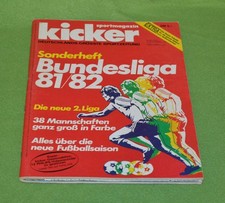 sportmagazin
kicker
Sonderheft
Bundesliga
81/82
Die neue 2. Liga
38 Mannschaften
ganz groß in Farbe
Alles über die
neue Fußballsaison